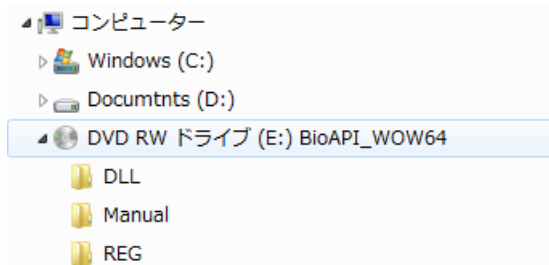 コンピューター
Windows (C:)
Documtnts (D:)
DVD RW ドライブ (E:) BioAPI_WOW64
DLL
Manual
REG